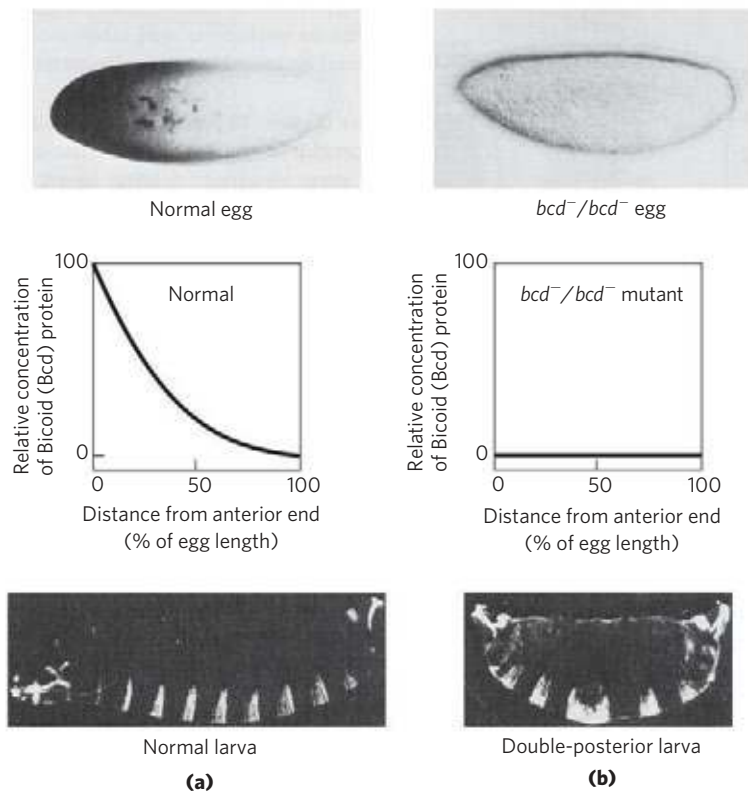 Normal egg
bcd⁻/bcd⁻ egg
100
Normal
Relative concentration
of Bicoid (Bcd) protein
0
0
50
100
Distance from anterior end
(% of egg length)
100
bcd⁻/bcd⁻ mutant
Relative concentration
of Bicoid (Bcd) protein
0
0
50
100
Distance from anterior end
(% of egg length)
Normal larva
(a)
Double-posterior larva
(b)